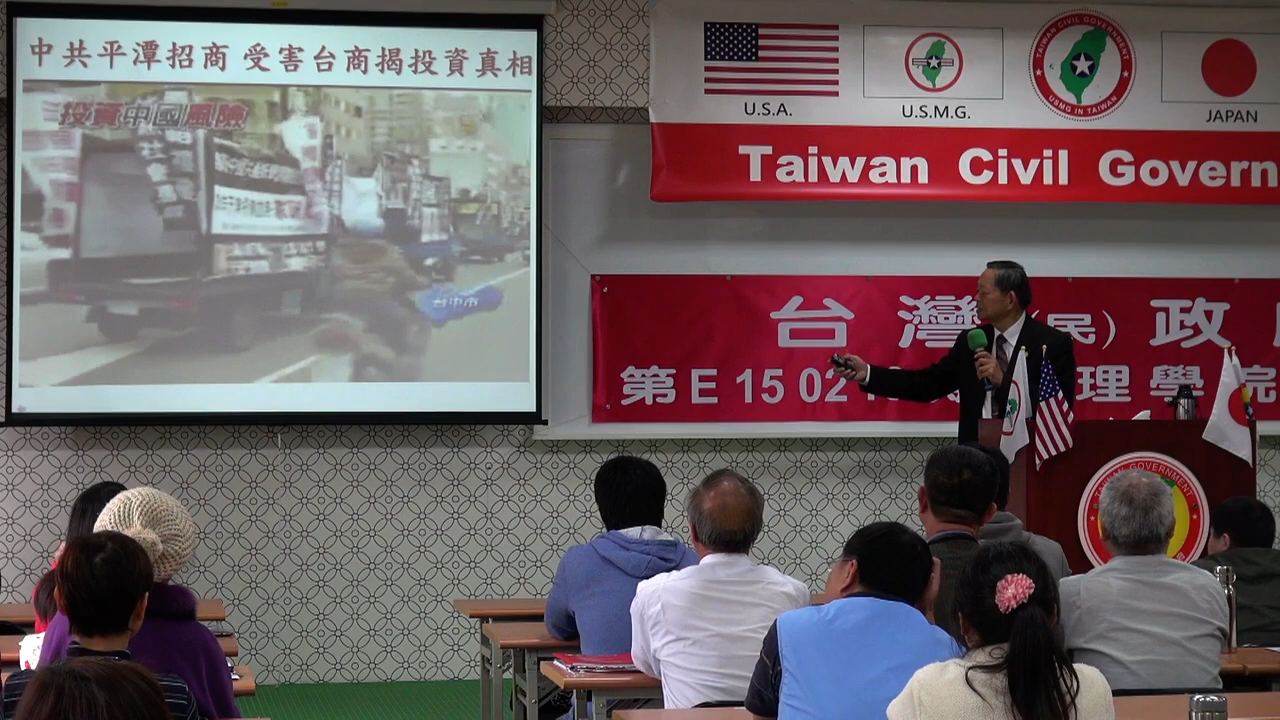 中共平潭招商 受害台商揭投資真相
投資中國風險
台中市
U.S.A.
U.S.M.G.
TAIWAN CIVIL GOVERNMENT
USMG IN TAIWAN
JAPAN
Taiwan Civil Govern
台灣(民)政
第E 15 02
理學院
TAIWAN GOVERNMENT